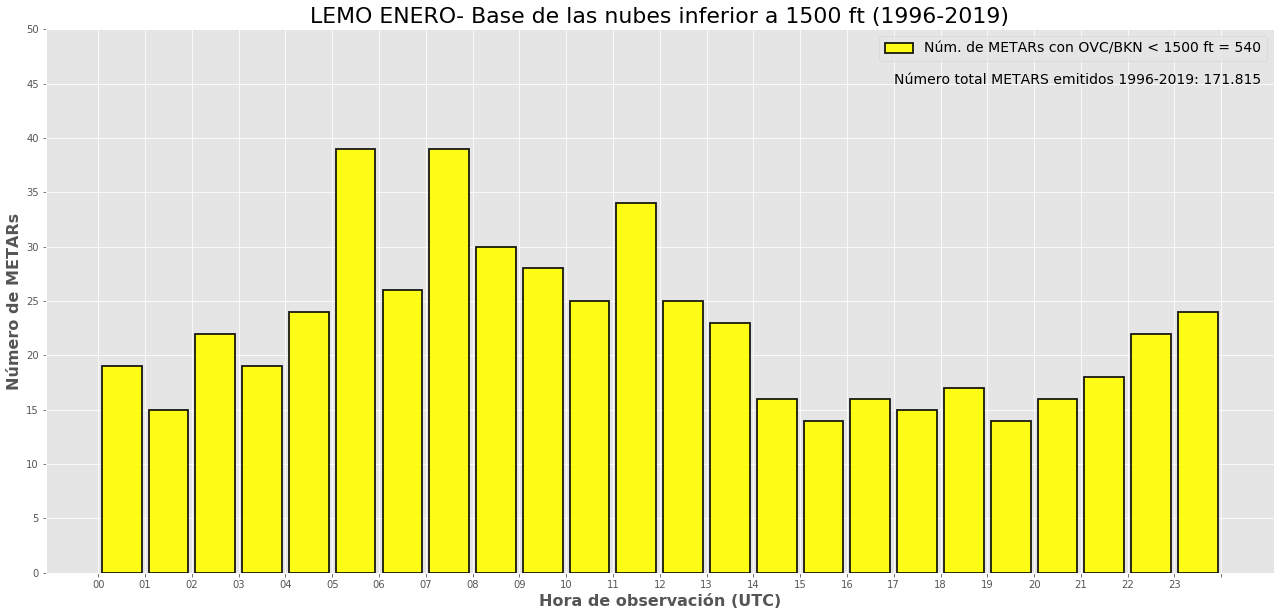 LEMO ENERO- Base de las nubes inferior a 1500 ft (1996-2019)
Núm. de METARs con OVC/BKN < 1500 ft = 540
Número total METARS emitidos 1996-2019: 171.815
50
45
40
35
30
25
20
15
10
5
0
Número de METARs
00 01 02 03 04 05 06 07 08 09 10 11 12 13 14 15 16 17 18 19 20 21 22 23
Hora de observación (UTC)